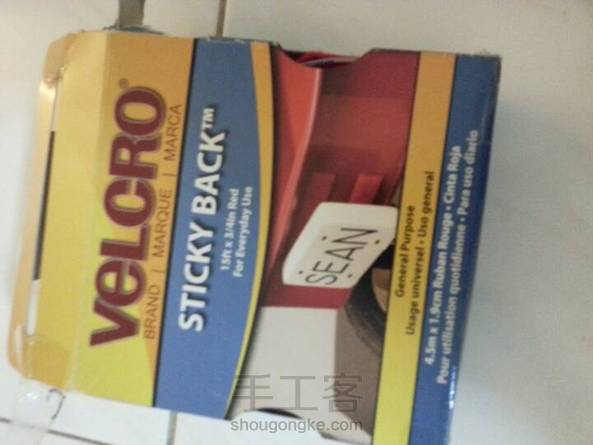 VELCRO®
BRAND | MARQUE | MARCA
STICKY BACK™
15ft x 3/4in Red
For Everyday Use
SEAN
General Purpose
Usage universel • Uso general
4.5m x 1.9cm Ruban Rouge • Cinta Roja
Pour utilisation quotidienne • Para uso diario
手工客
shougongke.com